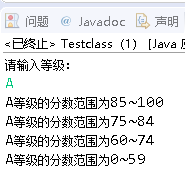 问题 @ Javadoc 声明
<已终止> Testclass (1) [Java
请输入等级：
A
A等级的分数范围为85~100
A等级的分数范围为75~84
A等级的分数范围为60~74
A等级的分数范围为0~59